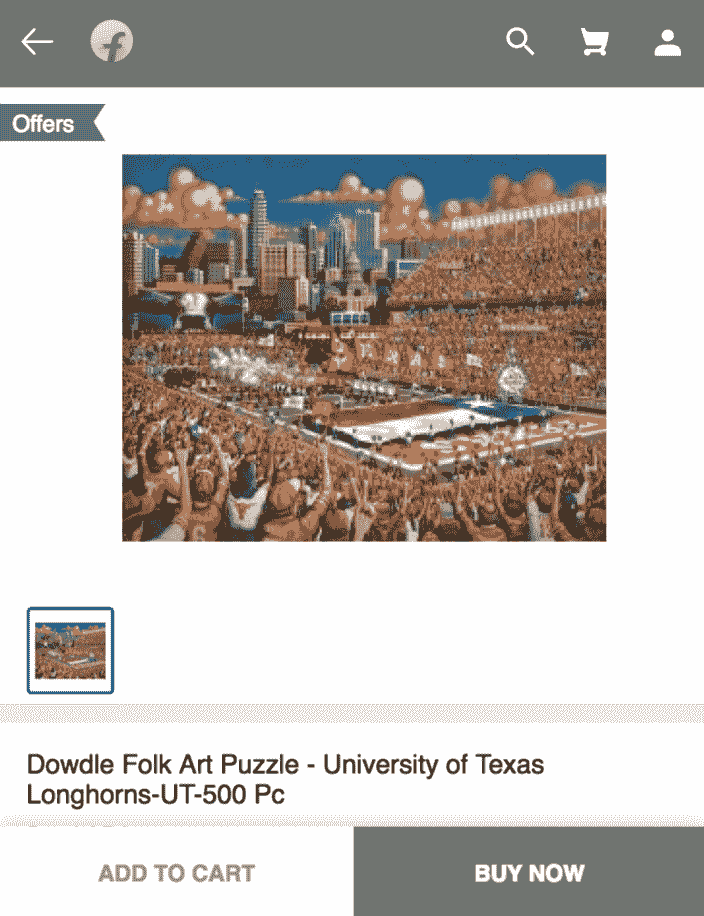 Offers
Dowdle Folk Art Puzzle - University of Texas
Longhorns-UT-500 Pc
ADD TO CART
BUY NOW